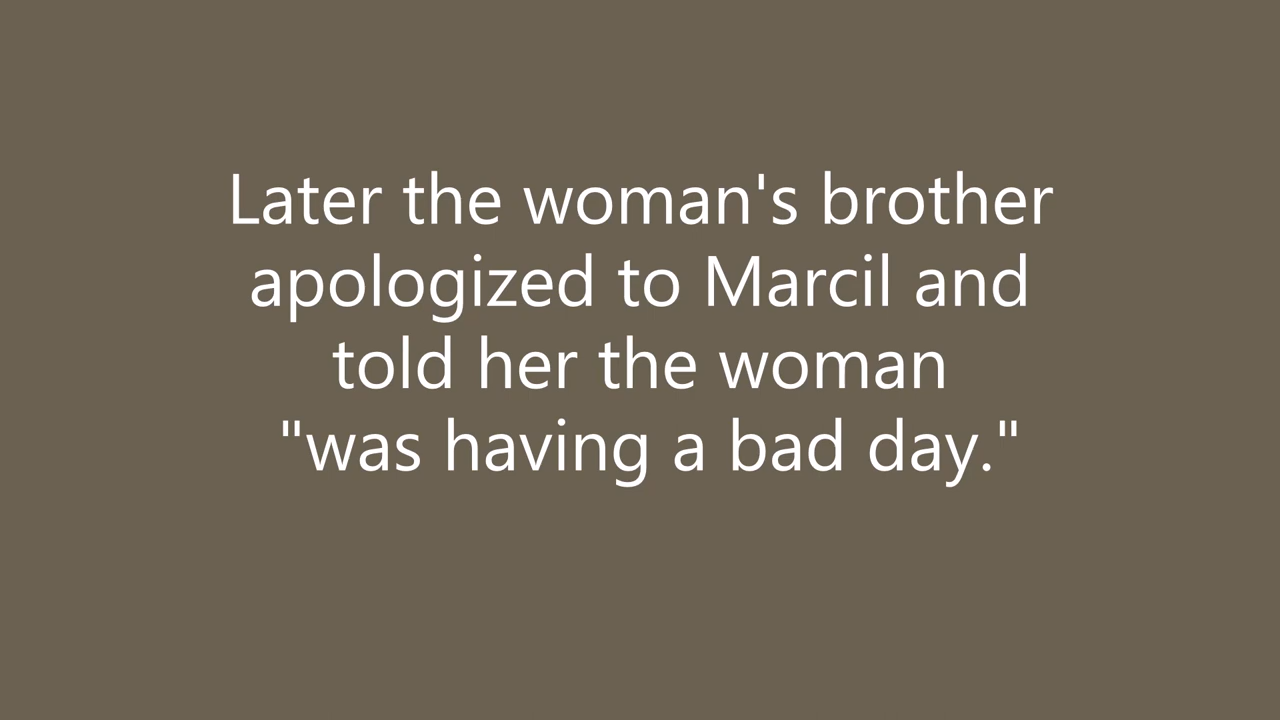 Later the woman's brother
apologized to Marcil and
told her the woman
"was having a bad day."